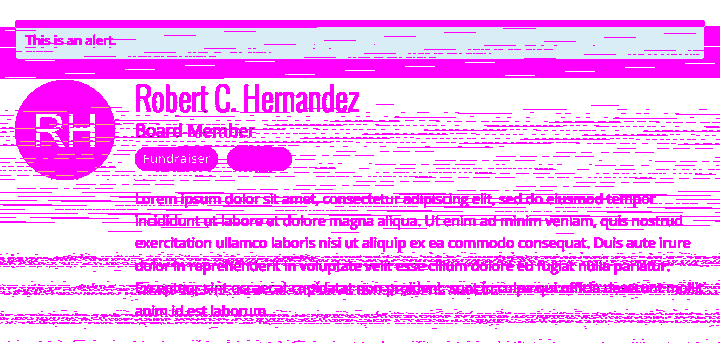 This is an alert.
RH
Robert C. Hernandez
Board Member
Fundraiser
Lorem ipsum dolor sit amet, consectetur adipiscing elit, sed do eiusmod tempor
incididunt ut labore et dolore magna aliqua. Ut enim ad minim veniam, quis nostrud
exercitation ullamco laboris nisi ut aliquip ex ea commodo consequat. Duis aute irure
dolor in reprehenderit in voluptate velit esse cillum dolore eu fugiat nulla pariatur.
Excepteur sint occaecat cupidatat non proident, sunt in culpa qui officia deserunt mollit
anim id est laborum.